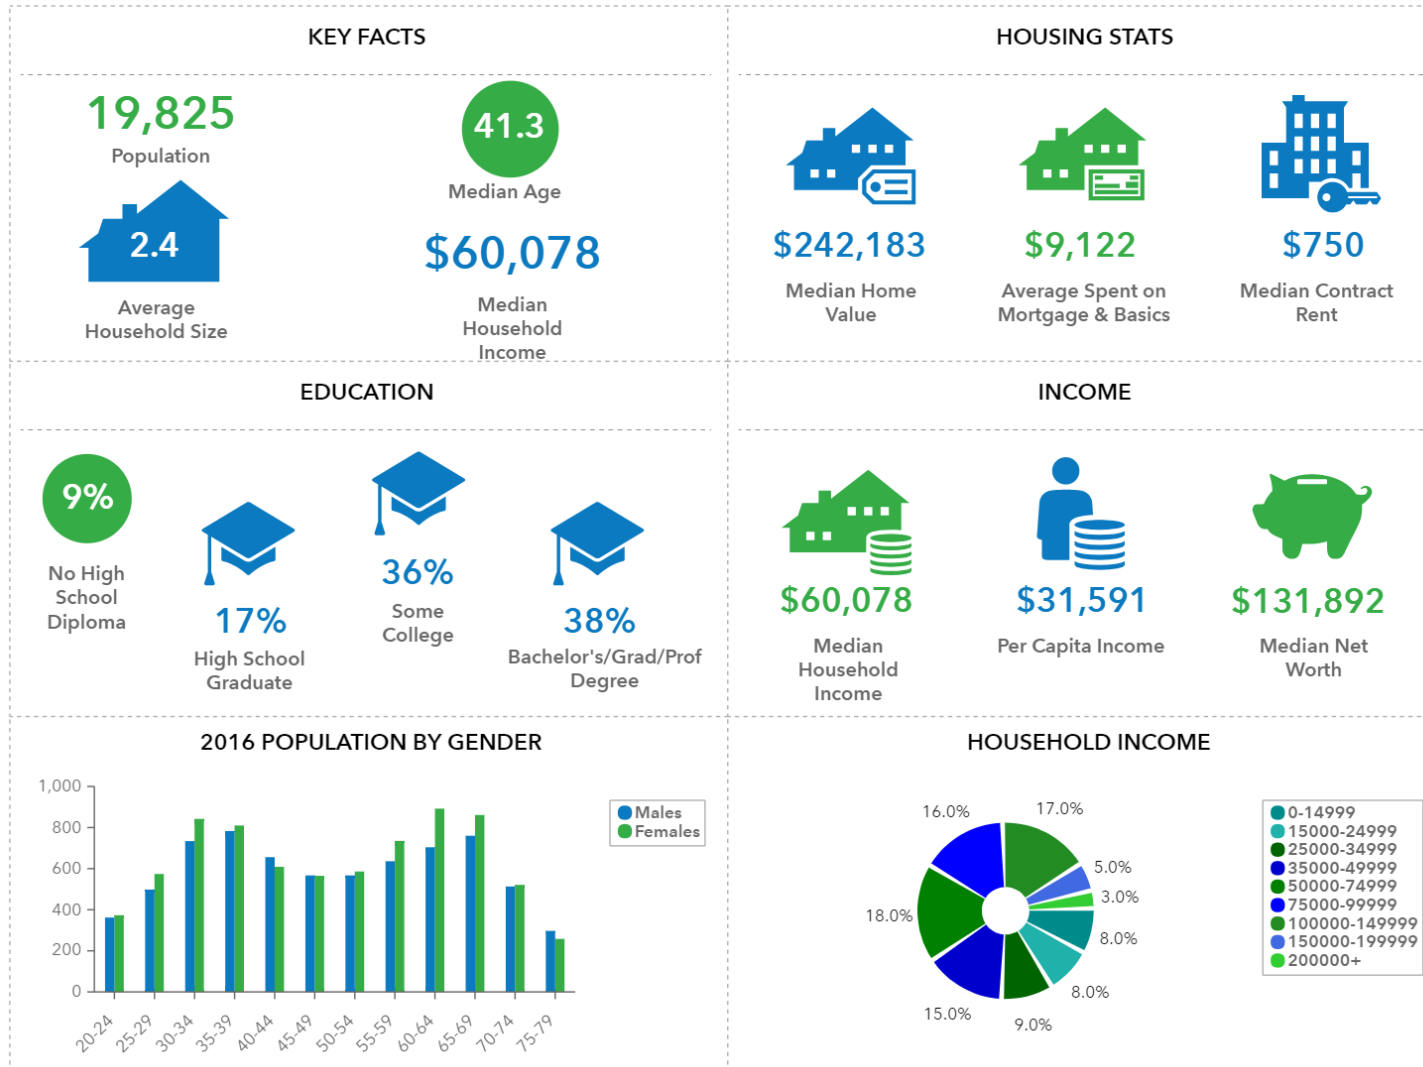 KEY FACTS
19,825
Population
41.3
Median Age
2.4
Average
Household Size
$60,078
Median
Household
Income
HOUSING STATS
$242,183
Median Home
Value
$9,122
Average Spent on
Mortgage & Basics
$750
Median Contract
Rent
EDUCATION
9%
No High
School
Diploma
17%
High School
Graduate
36%
Some
College
38%
Bachelor's/Grad/Prof
Degree
INCOME
$60,078
Median
Household
Income
$31,591
Per Capita Income
$131,892
Median Net
Worth
2016 POPULATION BY GENDER
1,000
800
600
400
200
0
20-24
25-29
30-34
35-39
40-44
45-49
50-54
55-59
60-64
65-69
70-74
75-79
Males
Females
HOUSEHOLD INCOME
16.0%
17.0%
5.0%
3.0%
18.0%
8.0%
8.0%
15.0%
9.0%
0-14999
15000-24999
25000-34999
35000-49999
50000-74999
75000-99999
100000-149999
150000-199999
200000+